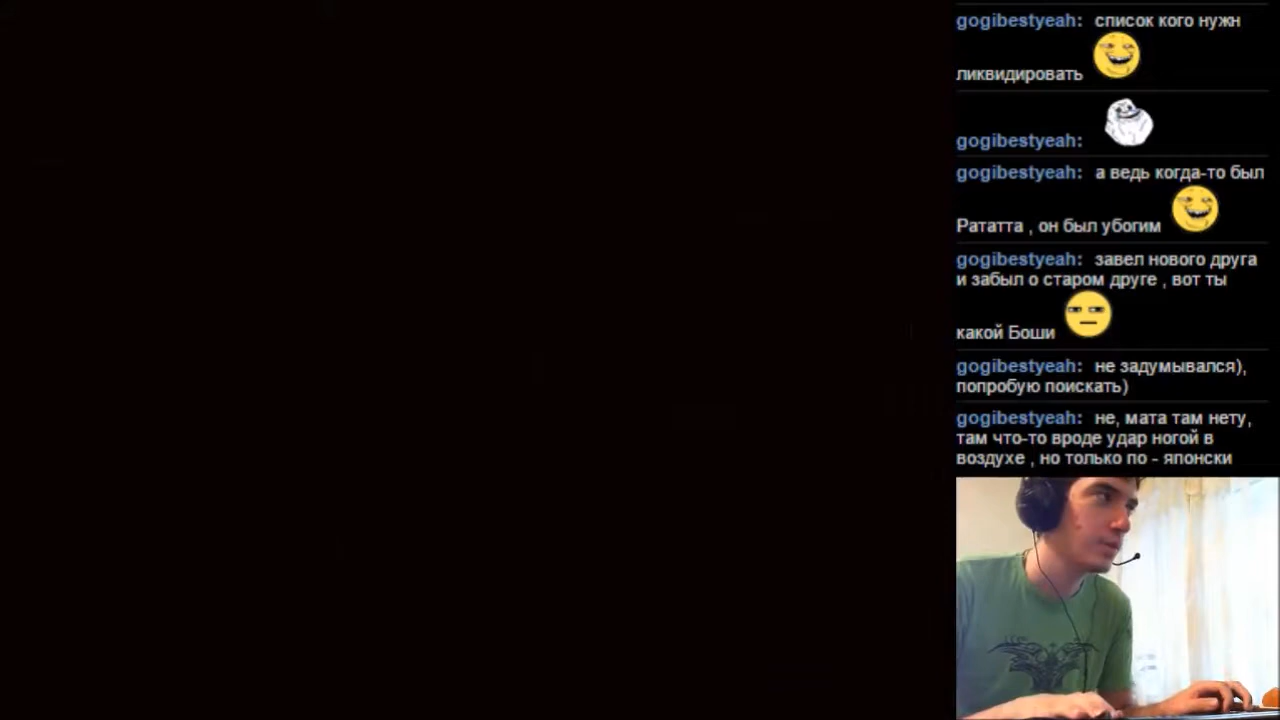 gogibestyeah: список кого нужн
ликвидировать
gogibestyeah:
gogibestyeah: а ведь когда-то был
Рататта , он был убогим
gogibestyeah: завел нового друга
и забыл о старом друге , вот ты
какой Боши
gogibestyeah: не задумывался),
попробую поискать)
gogibestyeah: не, мата там нету,
там что-то вроде удар ногой в
воздухе , но только по - японски